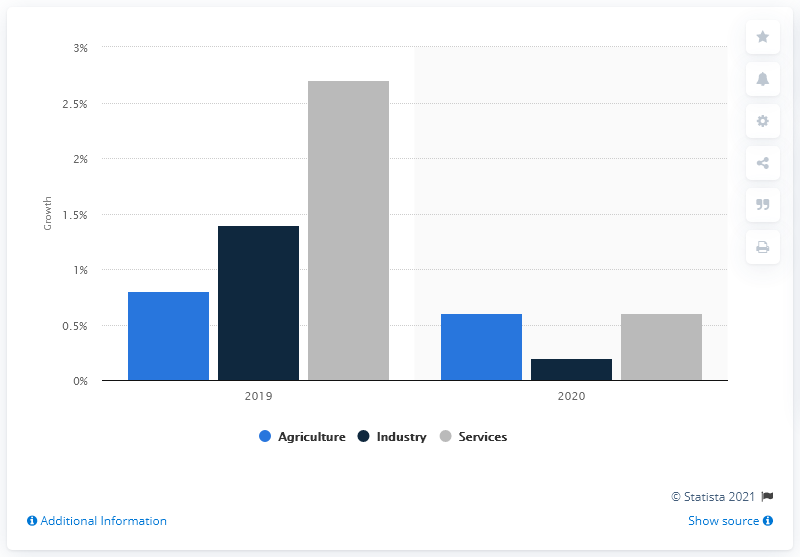 3%
2.5%
2%
1.5%
1%
0.5%
0%
Growth
2019 2020
Agriculture Industry Services
© Statista 2021
Additional Information Show source